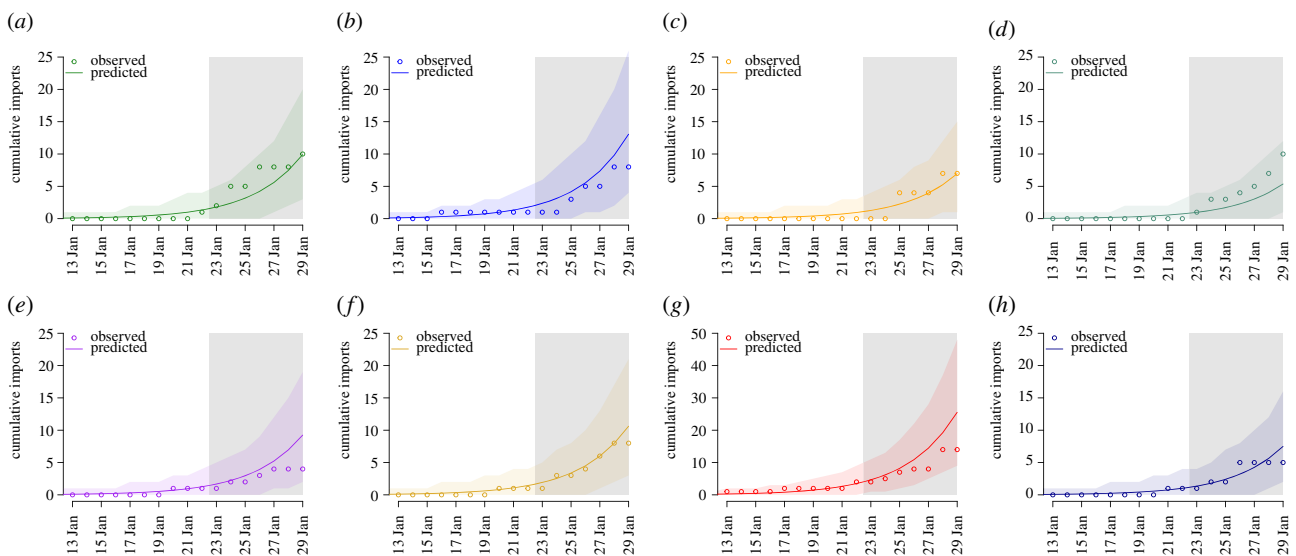 (a)
25
20
15
10
5
0
cumulative imports
observed
predicted
13 Jan
15 Jan
17 Jan
19 Jan
21 Jan
23 Jan
25 Jan
27 Jan
29 Jan
(b)
25
20
15
10
5
0
cumulative imports
observed
predicted
13 Jan
15 Jan
17 Jan
19 Jan
21 Jan
23 Jan
25 Jan
27 Jan
29 Jan
(c)
25
20
15
10
5
0
cumulative imports
observed
predicted
13 Jan
15 Jan
17 Jan
19 Jan
21 Jan
23 Jan
25 Jan
27 Jan
29 Jan
(d)
25
20
15
10
5
0
cumulative imports
observed
predicted
13 Jan
15 Jan
17 Jan
19 Jan
21 Jan
23 Jan
25 Jan
27 Jan
29 Jan
(e)
25
20
15
10
5
0
cumulative imports
observed
predicted
13 Jan
15 Jan
17 Jan
19 Jan
21 Jan
23 Jan
25 Jan
27 Jan
29 Jan
(f)
25
20
15
10
5
0
cumulative imports
observed
predicted
13 Jan
15 Jan
17 Jan
19 Jan
21 Jan
23 Jan
25 Jan
27 Jan
29 Jan
(g)
50
40
30
20
10
0
cumulative imports
observed
predicted
13 Jan
15 Jan
17 Jan
19 Jan
21 Jan
23 Jan
25 Jan
27 Jan
29 Jan
(h)
25
20
15
10
5
0
cumulative imports
observed
predicted
13 Jan
15 Jan
17 Jan
19 Jan
21 Jan
23 Jan
25 Jan
27 Jan
29 Jan